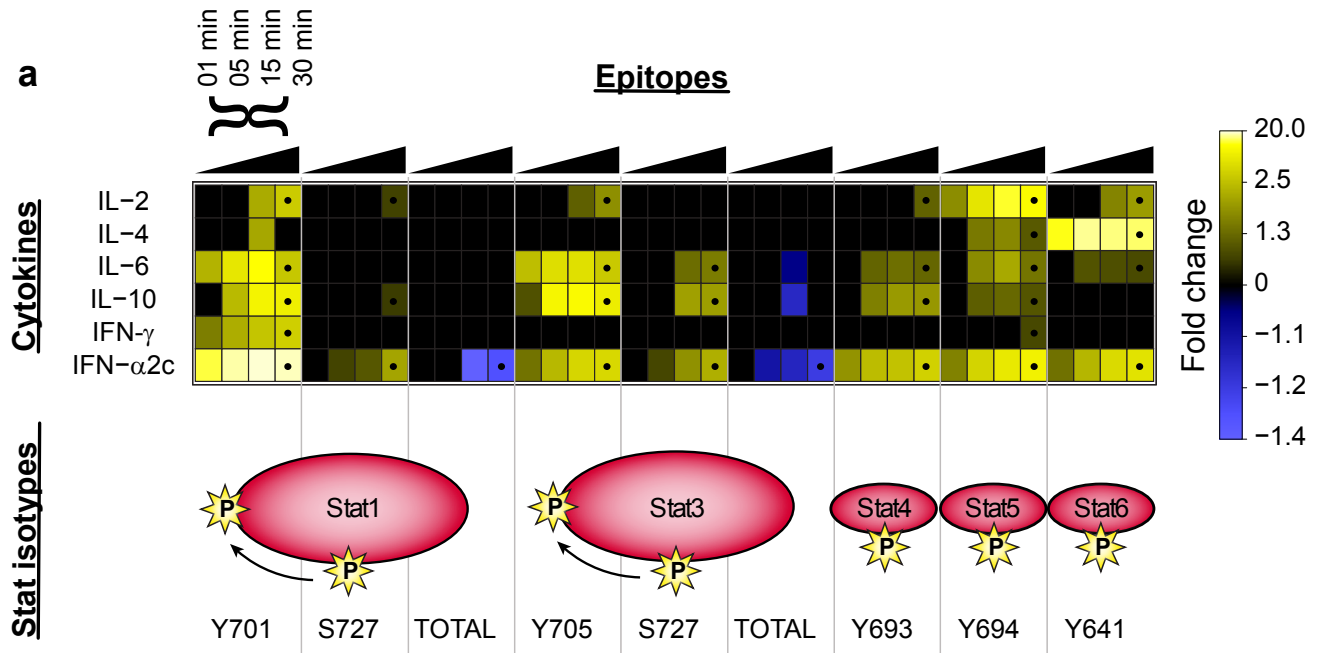 a
01 min
05 min
15 min
30 min
Epitopes
Cytokines
IL−2
IL−4
IL−6
IL−10
IFN-γ
IFN−α2c
20.0
2.5
1.3
0
−1.1
−1.2
−1.4
Fold change
Stat isotypes
Stat1
Stat3
Stat4
Stat5
Stat6
P P P P P
P P
Y701 S727 TOTAL Y705 S727 TOTAL Y693 Y694 Y641